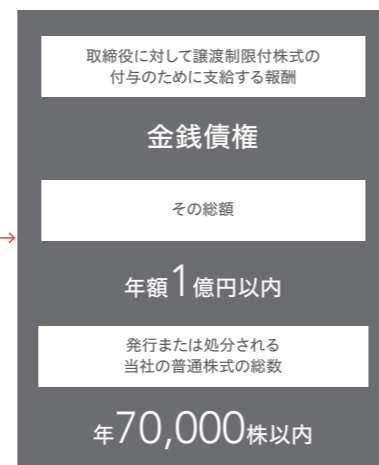 取締役に対して譲渡制限付株式の
付与のために支給する報酬
金銭債権
その総額
年額1億円以内
発行または処分される
当社の普通株式の総数
年70,000株以内